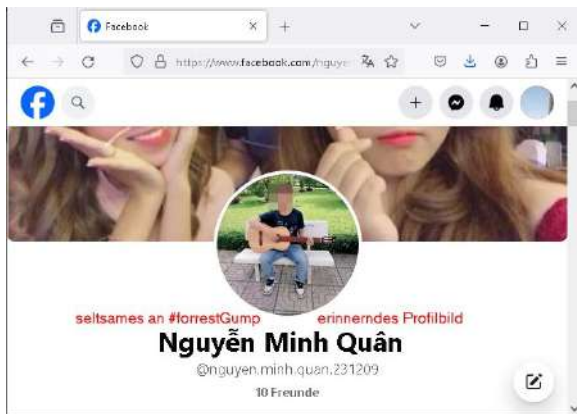 Facebook
https://www.facebook.com/nguye
seltsames an #forrestGump erinnerndes Profilbild
Nguyễn Minh Quân
@nguyen.minh.quan.231209
10 Freunde